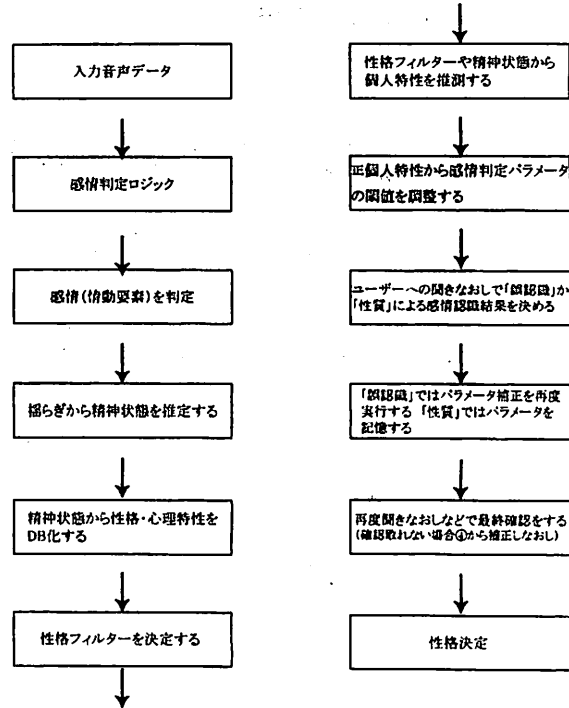 入力音声データ
感情判定ロジック
感情(情動要素)を判定
揺らぎから精神状態を推定する
精神状態から性格・心理特性を
DB化する
性格フィルターを決定する
性格フィルターや精神状態から
個人特性を推測する
正個人特性から感情判定パラメータ
の閾値を調整する
ユーザーへの聞きなおしで「誤認識」か
「性質」による感情認識結果を決める
「誤認識」ではパラメータ補正を再度
実行する 「性質」ではパラメータを
記憶する
再度聞きなおしなどで最終確認をする
(確認取れない場合④から補正しなおし)
性格決定